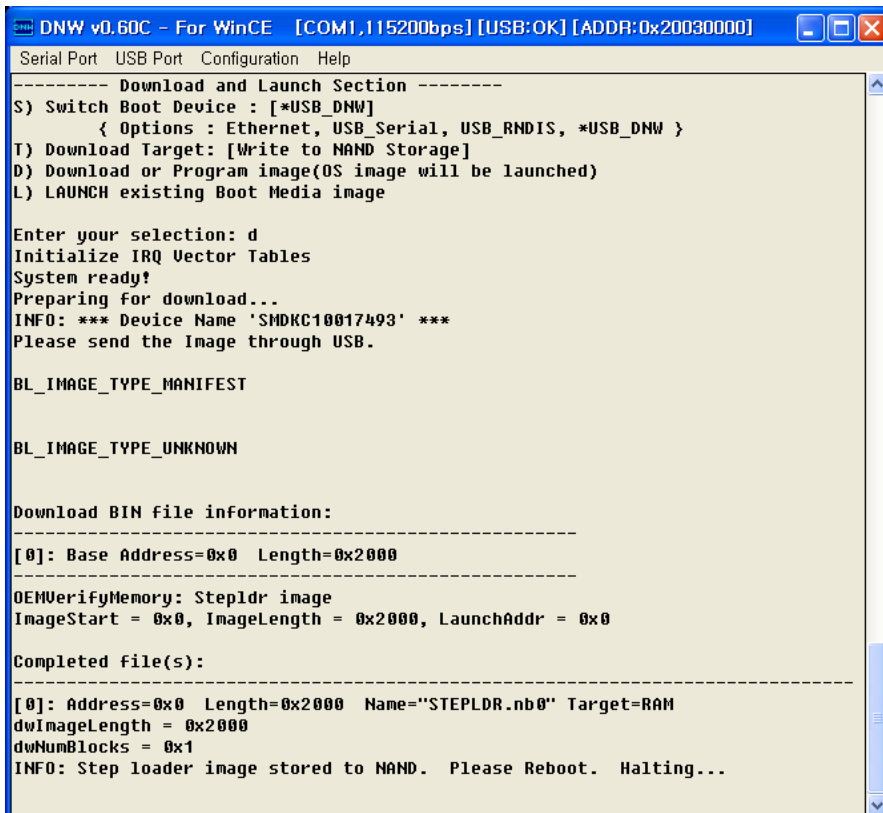 DNW v0.60C - For WinCE [COM1,115200bps][USB:OK][ADDR:0x20030000]
Serial Port USB Port Configuration Help
--------- Download and Launch Section --------
S) Switch Boot Device : [*USB_DNW]
{ Options : Ethernet, USB_Serial, USB_RNDIS, *USB_DNW }
T) Download Target: [Write to NAND Storage]
D) Download or Program image(OS image will be launched)
L) LAUNCH existing Boot Media image
Enter your selection: d
Initialize IRQ Vector Tables
System ready!
Preparing for download...
INFO: *** Device Name 'SMDKC10017493' ***
Please send the Image through USB.
BL_IMAGE_TYPE_MANIFEST
BL_IMAGE_TYPE_UNKNOWN
Download BIN file information:
-----------------------------------------------------
[0]: Base Address=0x0 Length=0x2000
-----------------------------------------------------
OEMVerifyMemory: Stepldr image
ImageStart = 0x0, ImageLength = 0x2000, LaunchAddr = 0x0
Completed file(s):
-------------------------------------------------------------------------------
[0]: Address=0x0 Length=0x2000 Name="STEPLDR.nb0" Target=RAM
dwImageLength = 0x2000
dwNumBlocks = 0x1
INFO: Step loader image stored to NAND. Please Reboot. Halting...